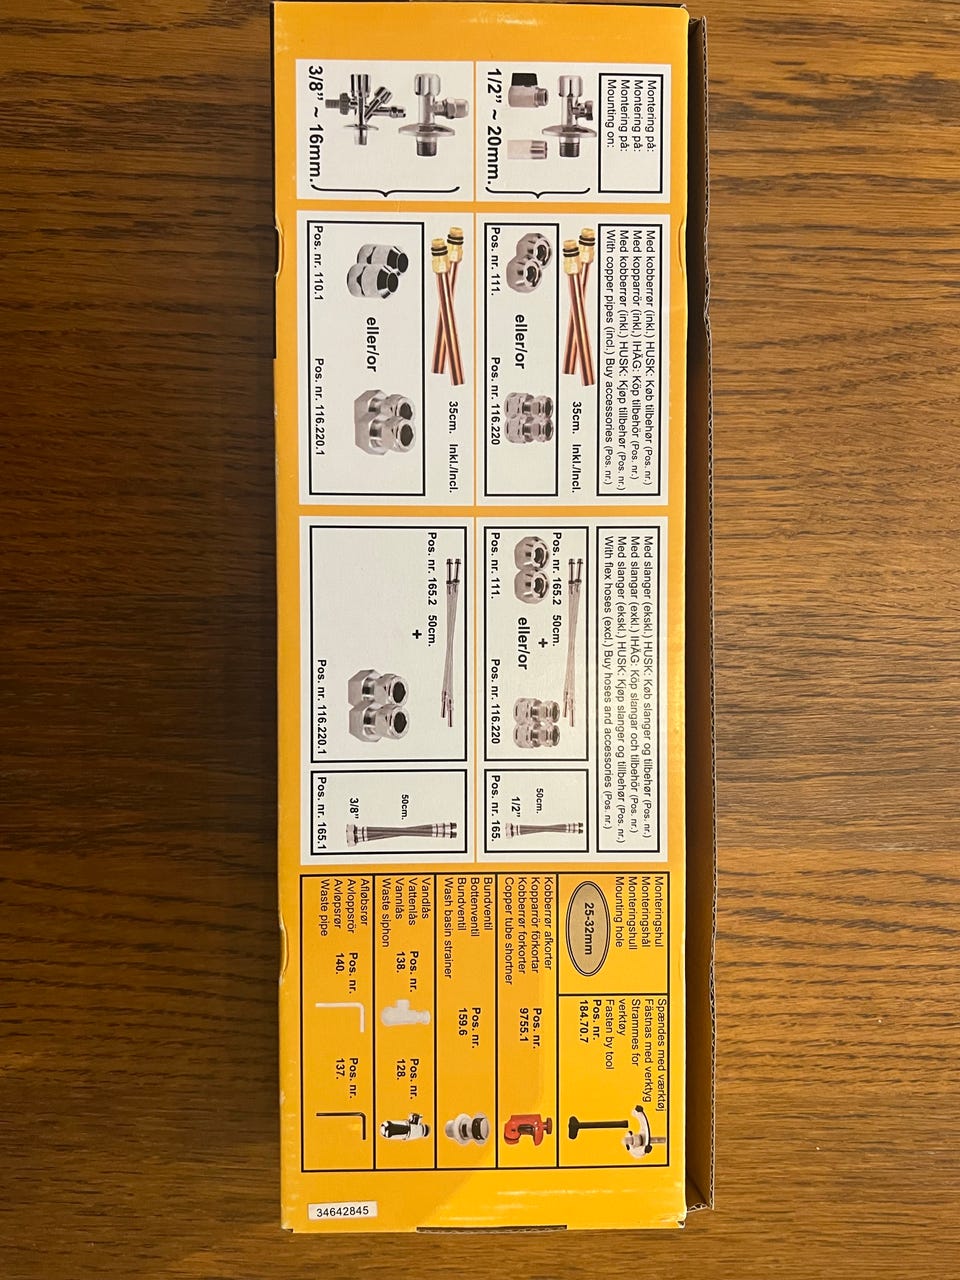 Montering på:
Montering på:
Montering på:
Mounting on:
1/2” ~ 20mm.
3/8” ~ 16mm.
Med kobberrør (inkl.) HUSK: Køb tilbehør (Pos. nr.)
Med kopparrör (inkl.) IHÅG: Köp tilbehör (Pos. nr.)
Med kobberrør (inkl.) HUSK: Kjøp tillbehør (Pos. nr.)
With copper pipes (incl.) Buy accessories (Pos. nr.)
35cm. Inkl./Incl.
eller/or
Pos. nr. 111.
Pos. nr. 116.220
35cm. Inkl./Incl.
eller/or
Pos. nr. 110.1
Pos. nr. 116.220.1
Med slanger (ekskl.) HUSK: Køb slanger og tilbehør (Pos. nr.)
Med slangar (exkl.) IHÅG: Köp slangar och tilbehör (Pos. nr.)
Med slanger (ekskl.) HUSK: Kjøp slanger og tillbehør (Pos. nr.)
With flex hoses (excl.) Buy hoses and accessories (Pos. nr.)
Pos. nr. 165.2 50cm.
+
eller/or
Pos. nr. 111.
Pos. nr. 116.220
50cm.
1/2”
Pos. nr. 165.
Pos. nr. 165.2 50cm.
+
Pos. nr. 116.220.1
50cm.
3/8”
Pos. nr. 165.1
Monteringshul
Monteringshål
Monteringshull
Mounting hole
25-32mm
Spændes med værktøj
Fästnas med verktyg
Strammes for
verktøy
Fasten by tool
Pos. nr.
184.70.7
Kobberrør afkorter
Kopparrör förkortar
Kobberrør forkorter
Copper tube shortner
Pos. nr.
9755.1
Bundventil
Bottenventil
Bundventil
Wash basin strainer
Pos. nr.
159.6
Vandlås
Vattenlås
Vannlås
Waste siphon
Pos. nr.
138.
Pos. nr.
128.
Afløbsrør
Avloppsrör
Avløpsrør
Waste pipe
Pos. nr.
140.
Pos. nr.
137.
34642845